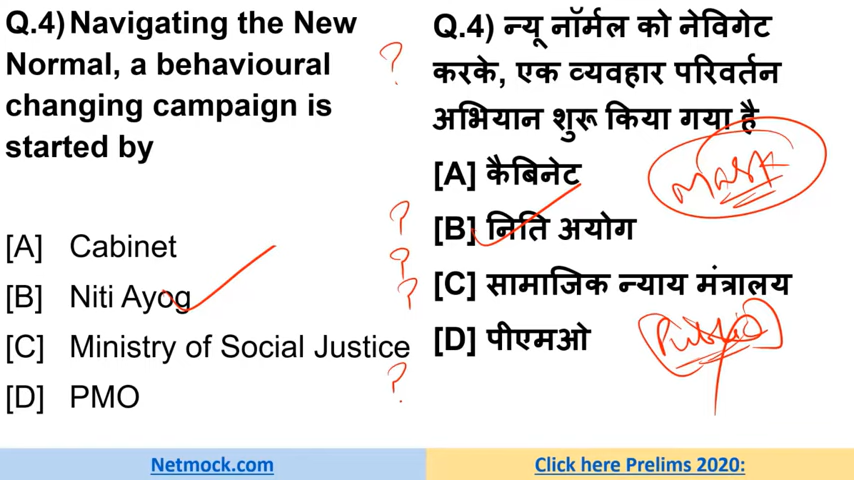 Q.4) Navigating the New
Normal, a behavioural
changing campaign is
started by
[A] Cabinet
[B] Niti Ayog
[C] Ministry of Social Justice
[D] PMO
?
?
?
?
?
Q.4) न्यू नॉर्मल को नेविगेट
करके, एक व्यवहार परिवर्तन
अभियान शुरू किया गया है
[A] कैबिनेट
[B] निति अयोग
[C] सामाजिक न्याय मंत्रालय
[D] पीएमओ
Mask
Public
Netmock.com
Click here Prelims 2020: